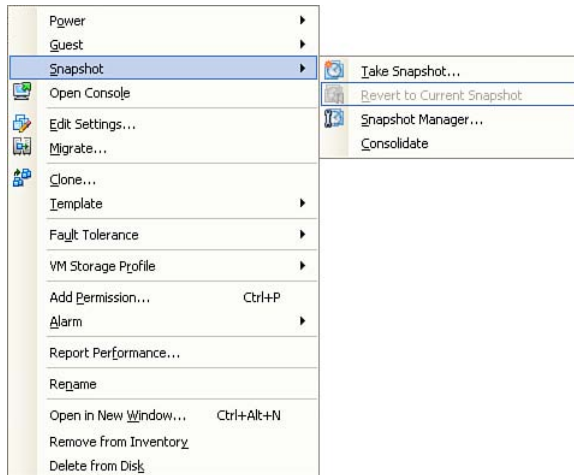 Power
Guest
Snapshot
Open Console
Edit Settings...
Migrate...
Clone...
Template
Fault Tolerance
VM Storage Profile
Add Permission... Ctrl+P
Alarm
Report Performance...
Rename
Open in New Window... Ctrl+Alt+N
Remove from Inventory
Delete from Disk
Take Snapshot...
Revert to Current Snapshot
Snapshot Manager...
Consolidate